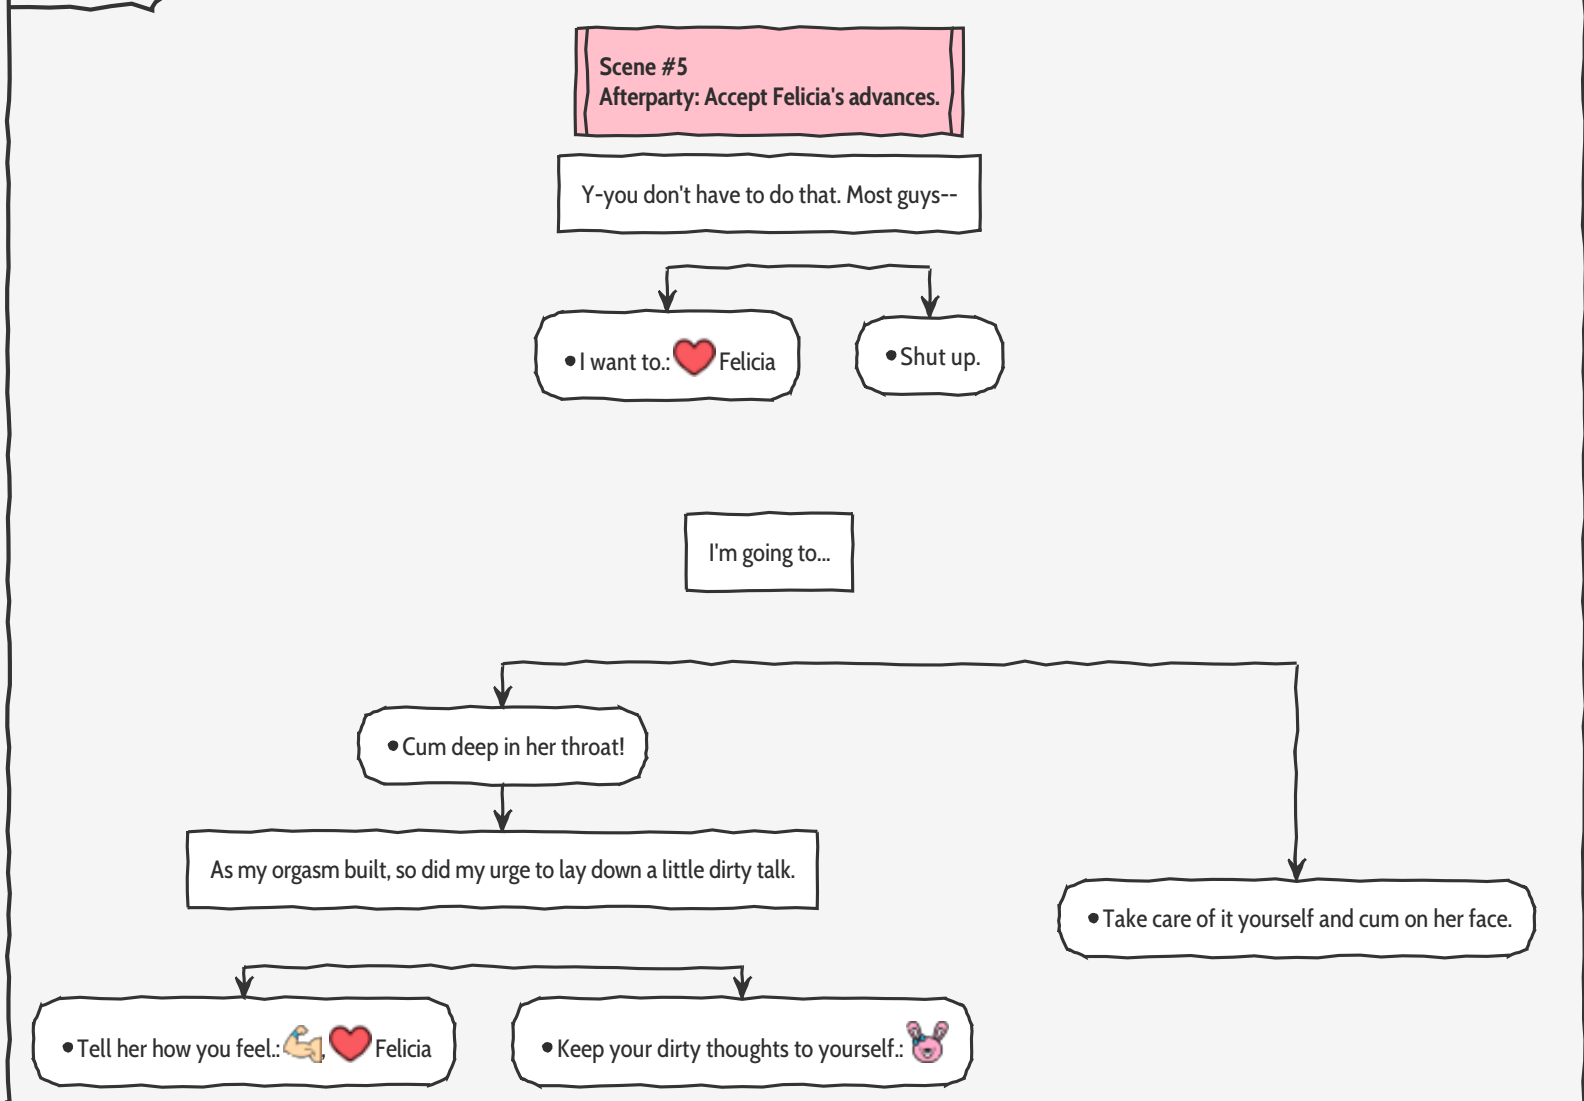 Scene #5
Afterparty: Accept Felicia's advances.
Y-you don't have to do that. Most guys--
•I want to.: Felicia
•Shut up.
I'm going to...
•Cum deep in her throat!
As my orgasm built, so did my urge to lay down a little dirty talk.
•Take care of it yourself and cum on her face.
•Tell her how you feel.: , Felicia
•Keep your dirty thoughts to yourself.: